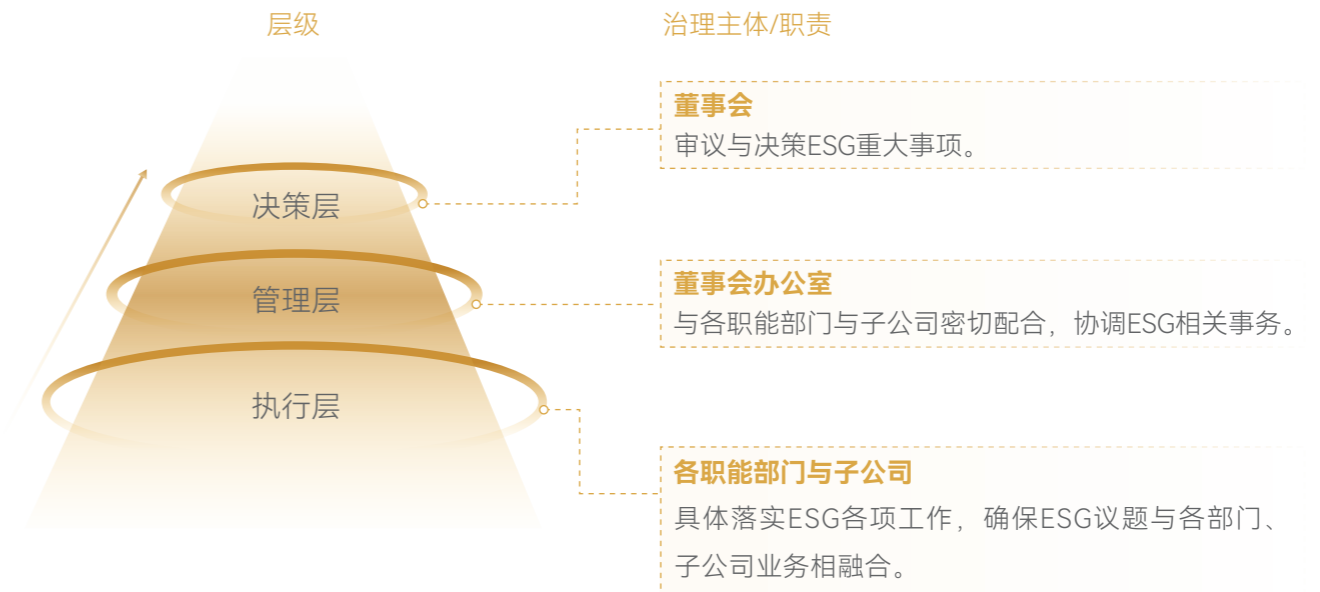 层级
治理主体/职责
董事会
审议与决策ESG重大事项。
决策层
董事会办公室
与各职能部门与子公司密切配合，协调ESG相关事务。
管理层
执行层
各职能部门与子公司
具体落实ESG各项工作，确保ESG议题与各部门、
子公司业务相融合。